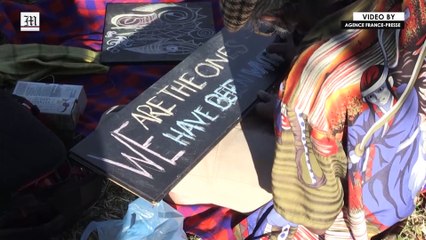 M
VIDEO BY
AGENCE FRANCE-PRESSE
WE ARE THE ONES
WE HAVE BEEN